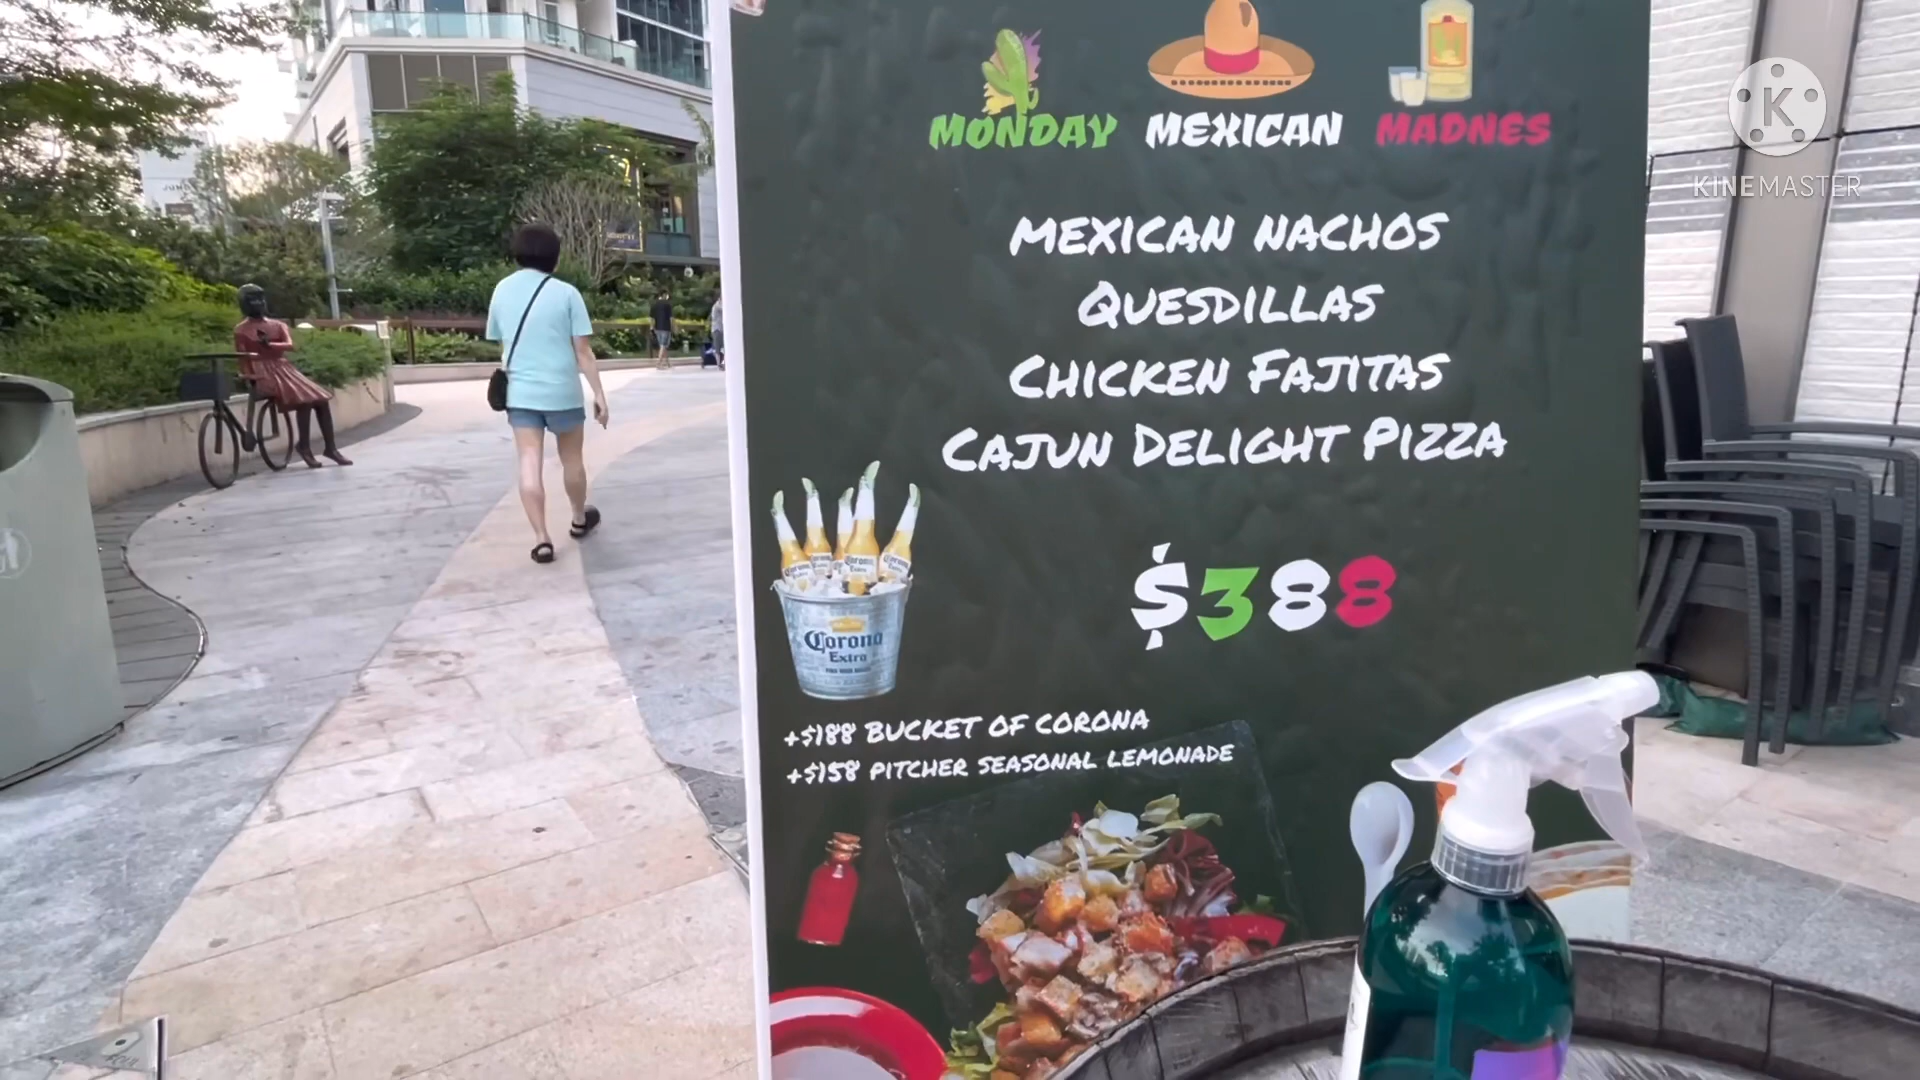 MONDAY MEXICAN MADNES
MEXICAN NACHOS
QUESDILLAS
CHICKEN FAJITAS
CAJUN DELIGHT PIZZA
$388
Corona
Extra
+$188 BUCKET OF CORONA
+$158 PITCHER SEASONAL LEMONADE
K
KINEMASTER